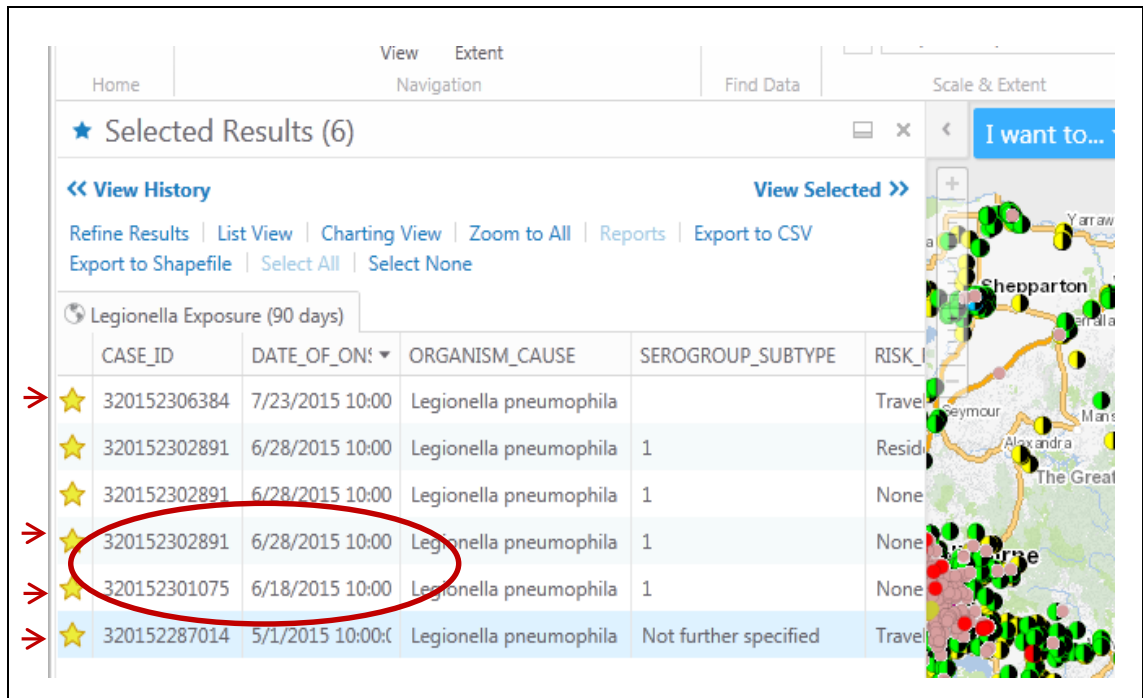 View Extent
Home Navigation Find Data Scale & Extent
Selected Results (6)
I want to...
View History View Selected
Refine Results List View Charting View Zoom to All Reports Export to CSV
Export to Shapefile Select All Select None
Legionella Exposure (90 days)
CASE_ID DATE_OF_ONS ORGANISM_CAUSE SEROGROUP_SUBTYPE RISK_
320152306384 7/23/2015 10:00 Legionella pneumophila Travel
320152302891 6/28/2015 10:00 Legionella pneumophila 1 Resid
320152302891 6/28/2015 10:00 Legionella pneumophila 1 None
320152302891 6/28/2015 10:00 Legionella pneumophila 1 None
320152301075 6/18/2015 10:00 Legionella pneumophila 1 None
320152287014 5/1/2015 10:00:0 Legionella pneumophila Not further specified Travel
Yarraw
Shepparton
Seymour
Mans
Alexandra
The Great